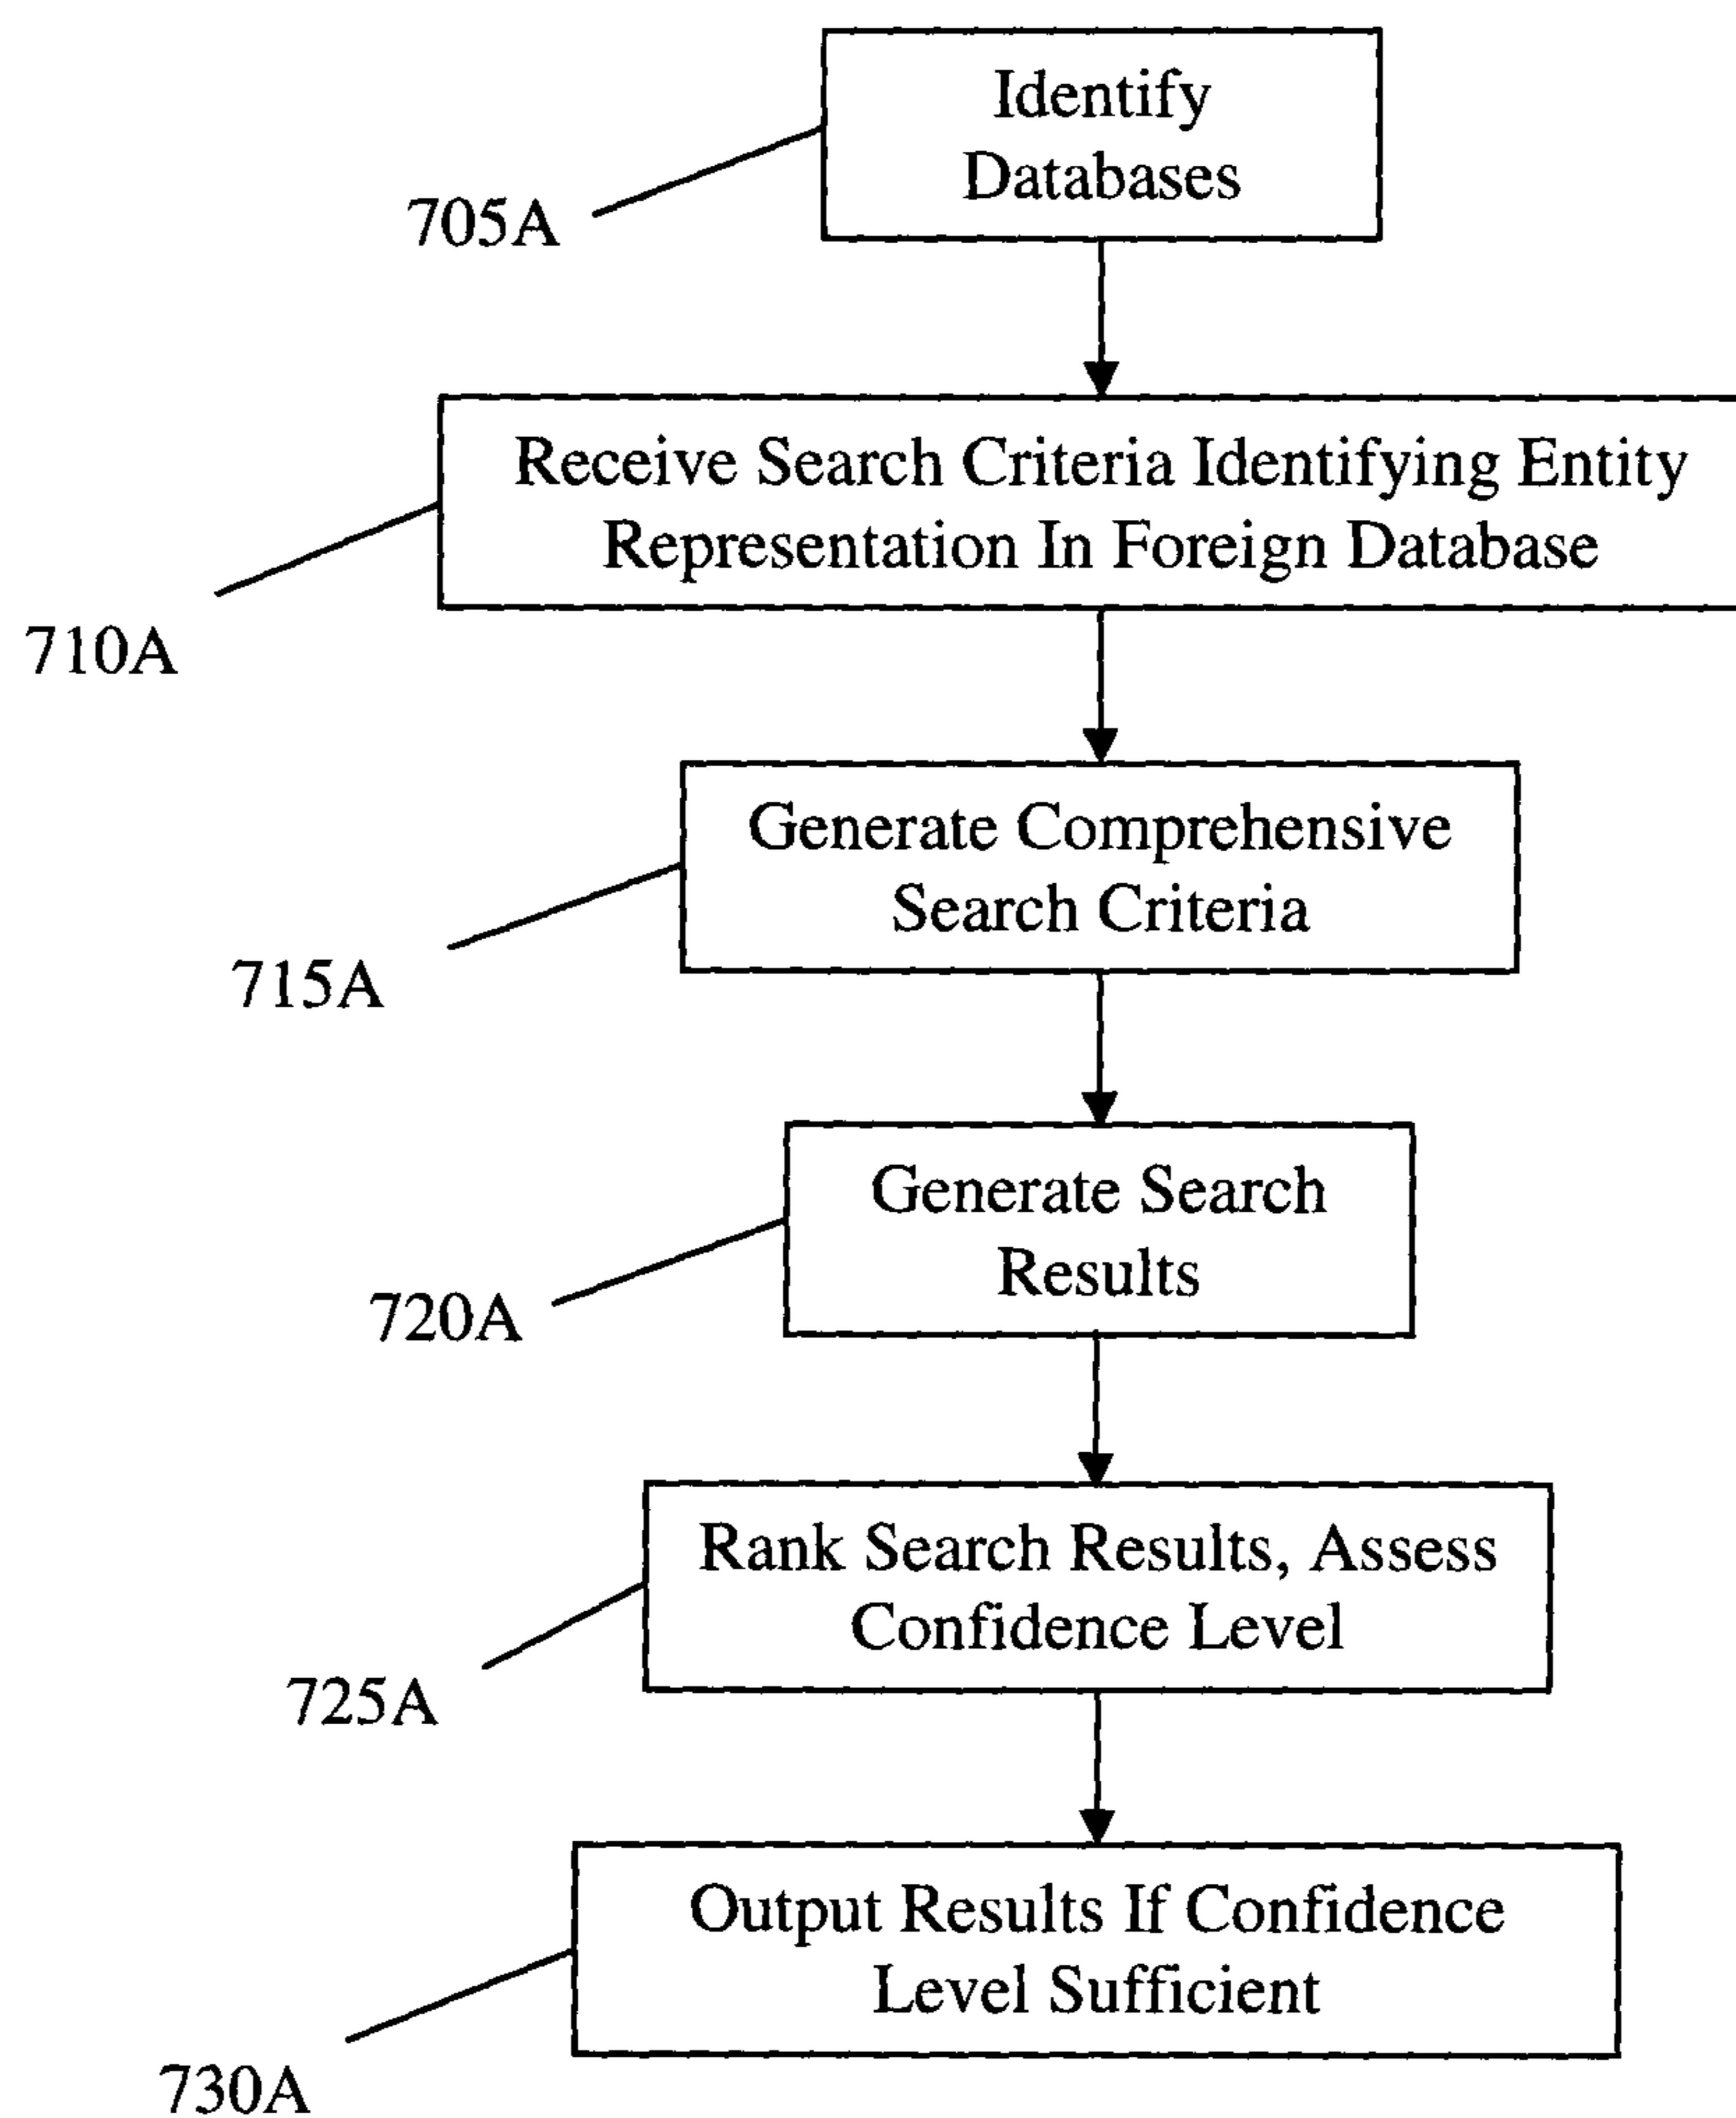 Identify
Databases
705A
Receive Search Criteria Identifying Entity
Representation In Foreign Database
710A
Generate Comprehensive
Search Criteria
715A
Generate Search
Results
720A
Rank Search Results, Assess
Confidence Level
725A
Output Results If Confidence
Level Sufficient
730A